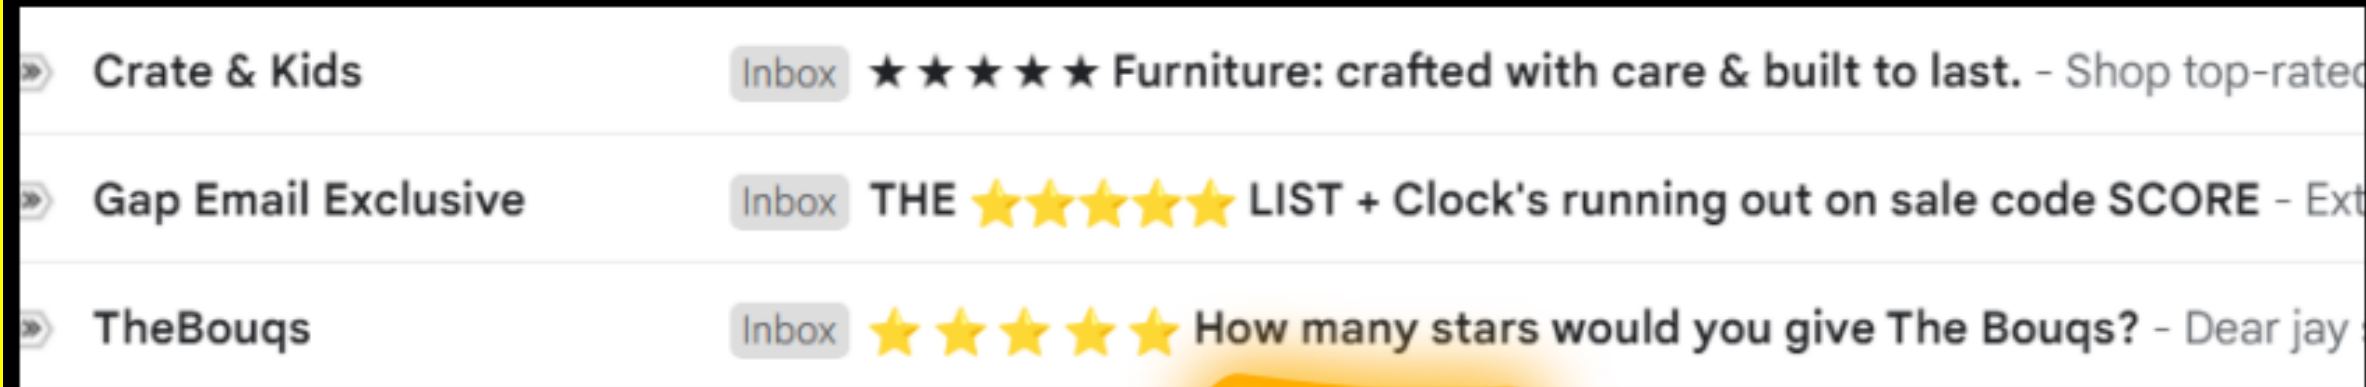 Crate & Kids Inbox ★ ★ ★ ★ ★ Furniture: crafted with care & built to last. - Shop top-rated
Gap Email Exclusive Inbox THE ⭐⭐⭐⭐⭐ LIST + Clock's running out on sale code SCORE - Ext
TheBouqs Inbox ⭐ ⭐ ⭐ ⭐ ⭐ How many stars would you give The Bouqs? - Dear jay